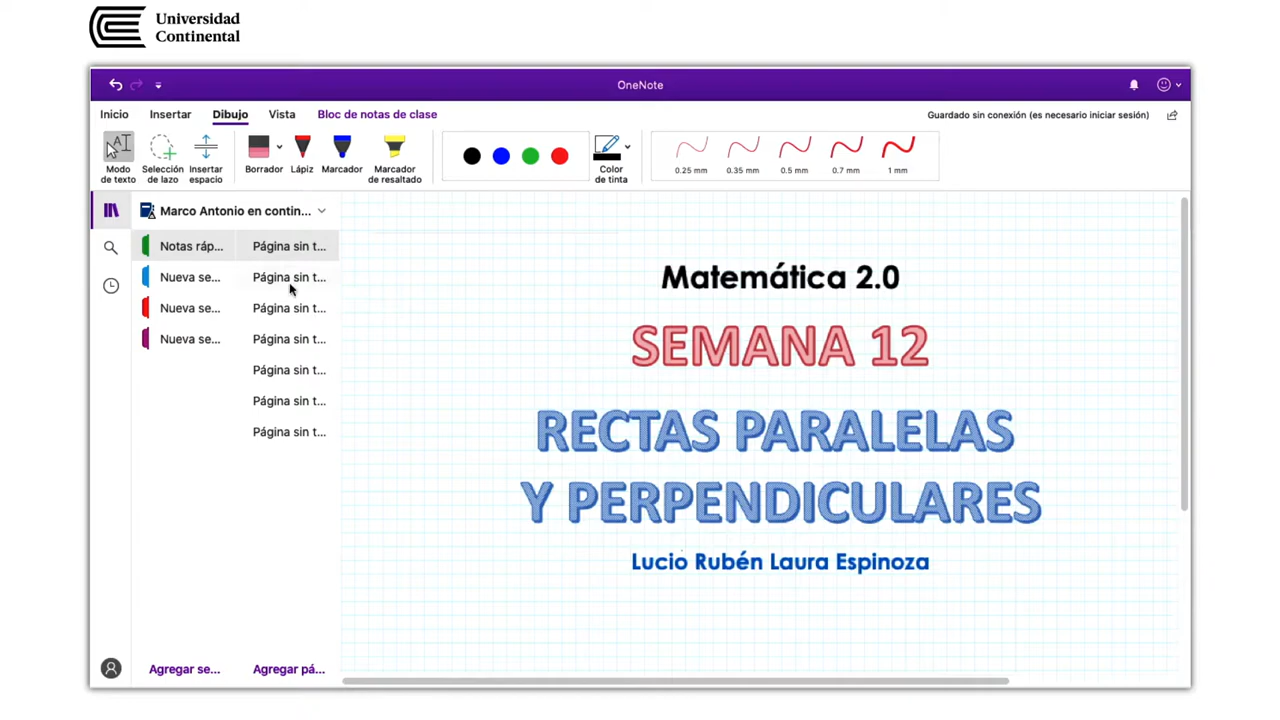 Universidad
Continental
OneNote
Inicio
Insertar
Dibujo
Vista
Bloc de notas de clase
Guardado sin conexión (es necesario iniciar sesión)
Modo
de texto
Selección
de lazo
Insertar
espacio
Borrador
Lápiz
Marcador
Marcador
de resaltado
Color
de tinta
0.25 mm
0.35 mm
0.5 mm
0.7 mm
1 mm
Marco Antonio en contin...
Notas ráp...
Página sin t...
Nueva se...
Página sin t...
Nueva se...
Página sin t...
Nueva se...
Página sin t...
Página sin t...
Página sin t...
Página sin t...
Matemática 2.0
SEMANA 12
RECTAS PARALELAS
Y PERPENDICULARES
Lucio Rubén Laura Espinoza
Agregar se...
Agregar pá...